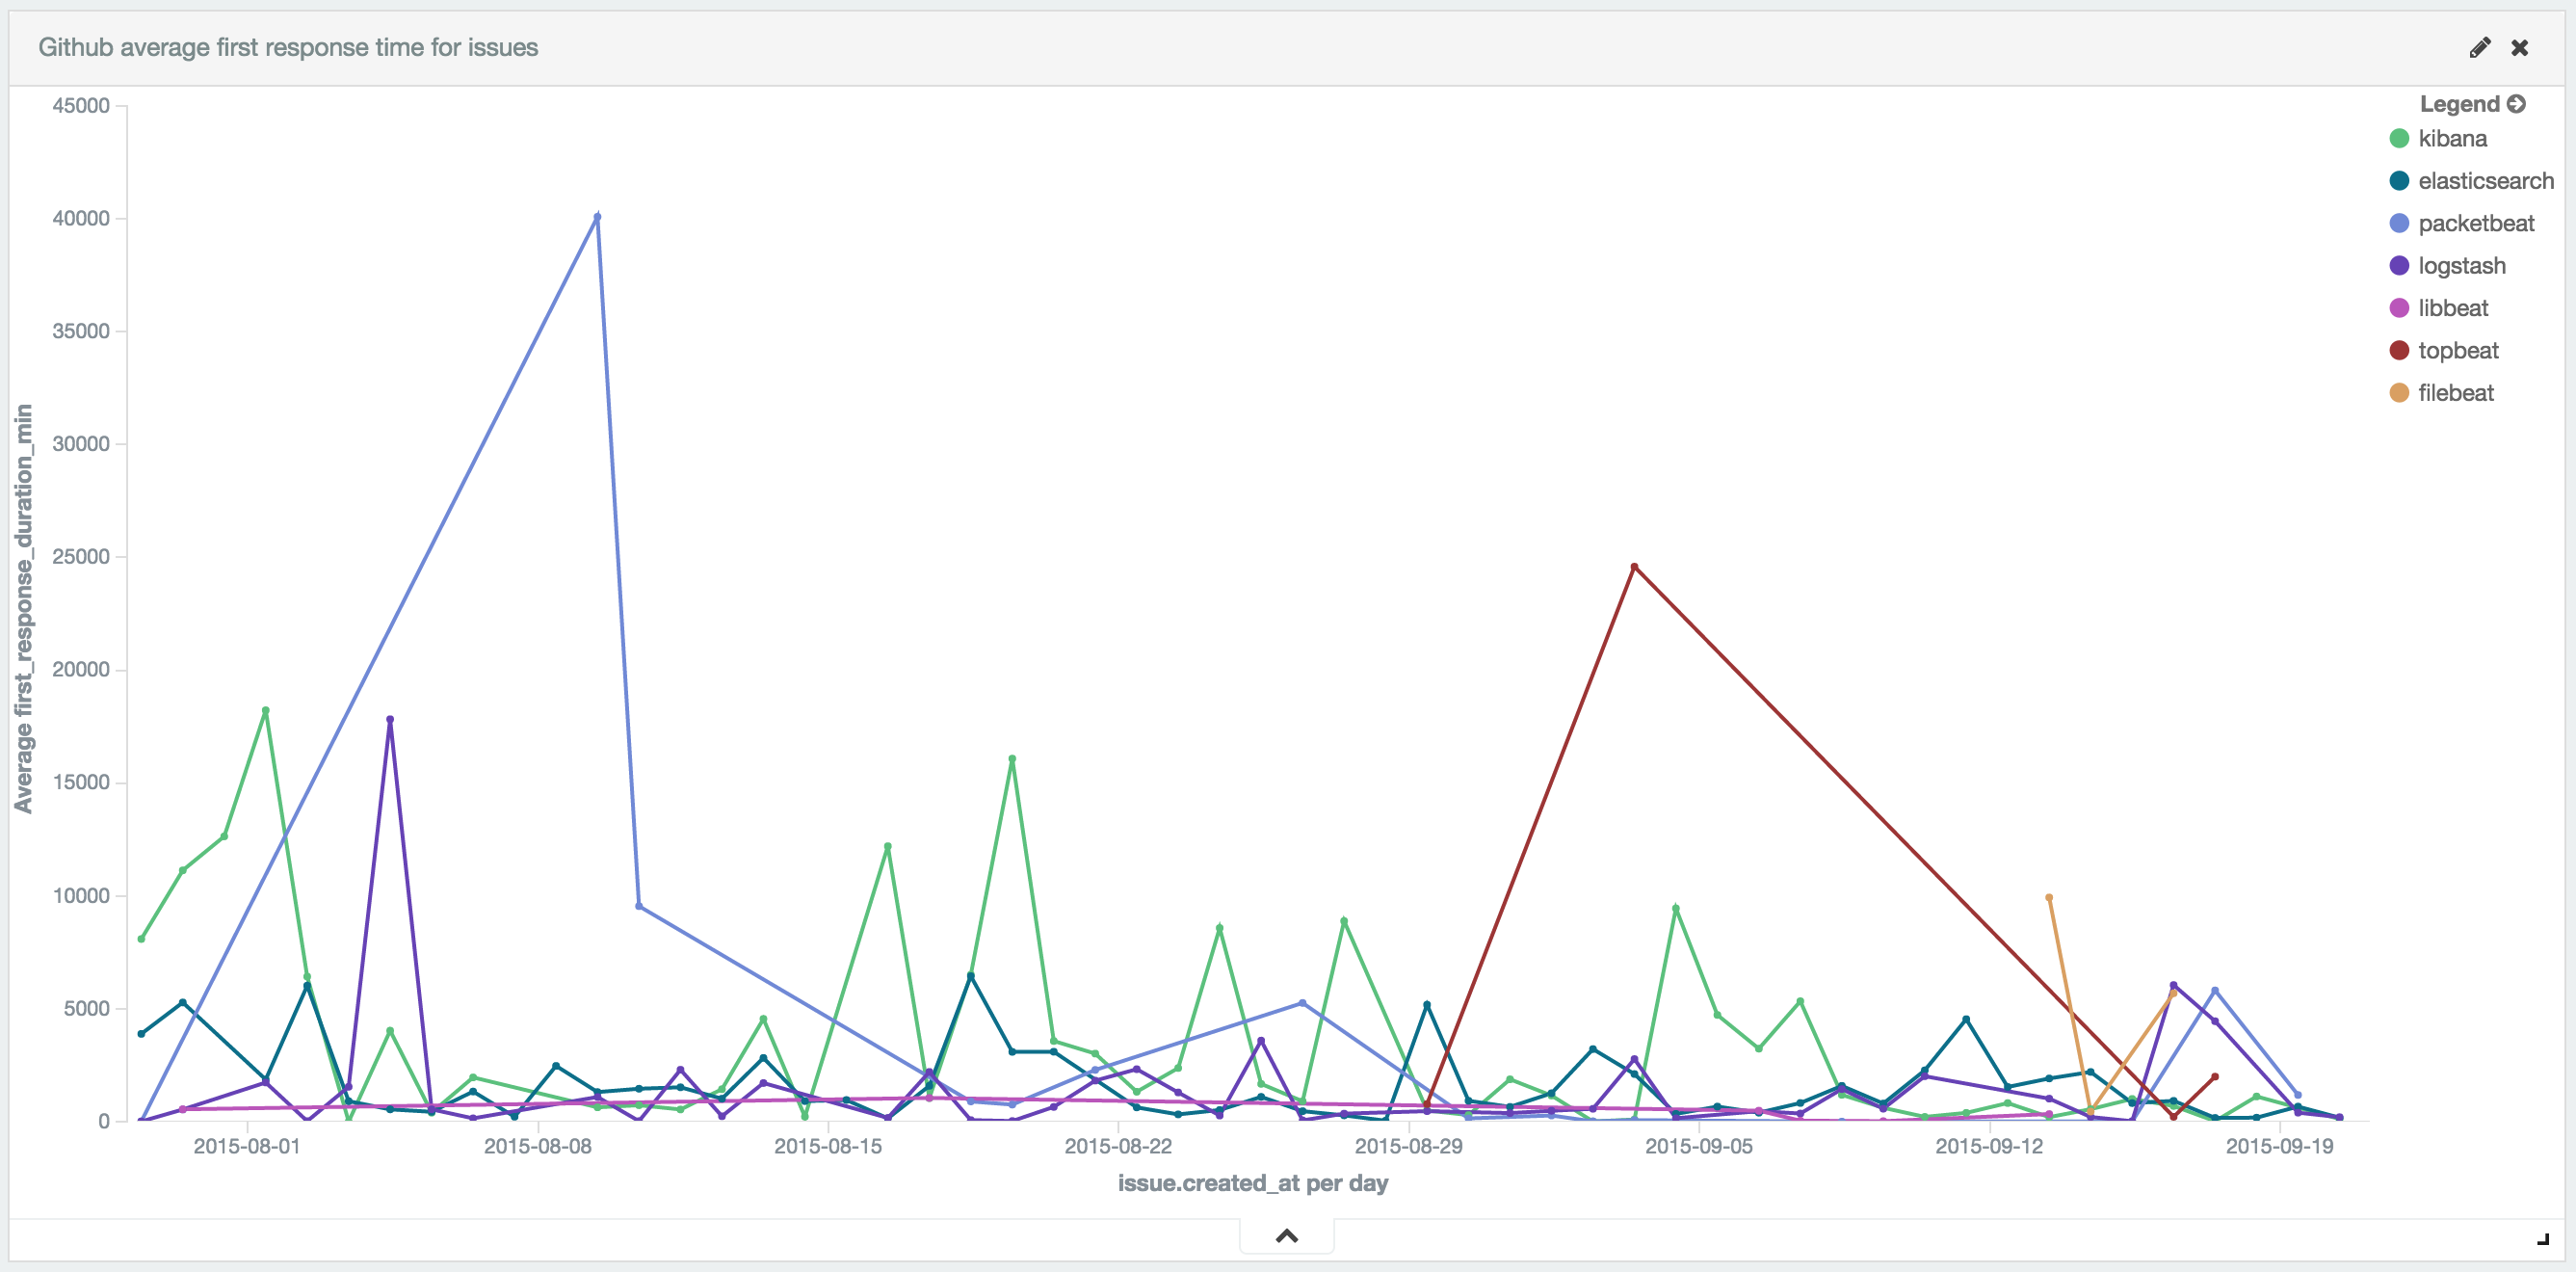 Github average first response time for issues
Legend
kibana
elasticsearch
packetbeat
logstash
libbeat
topbeat
filebeat
Average first_response_duration_min
45000
40000
35000
30000
25000
20000
15000
10000
5000
0
2015-08-01 2015-08-08 2015-08-15 2015-08-22 2015-08-29 2015-09-05 2015-09-12 2015-09-19
issue.created_at per day